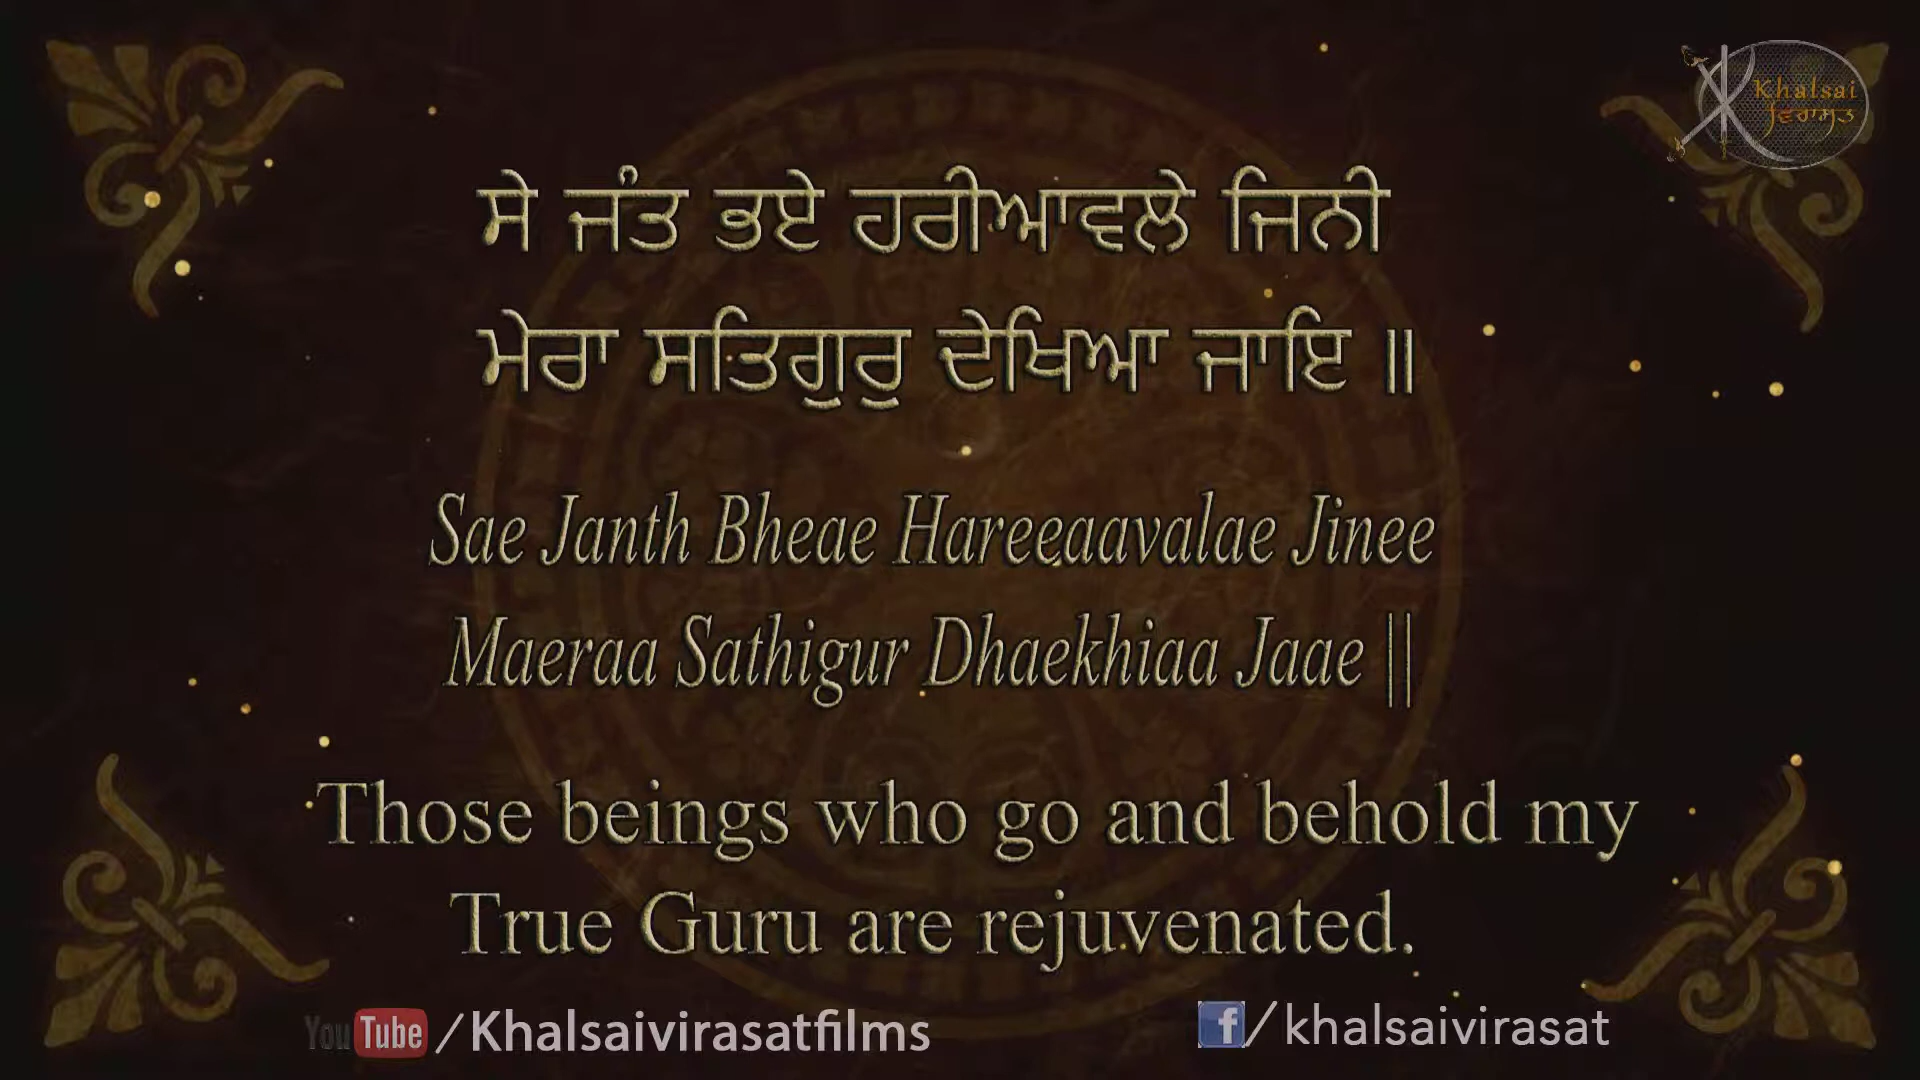 Khalsai
ਵਿਰਾਸਤ
ਸੇ ਜੰਤ ਭਏ ਹਰੀਆਵਲੇ ਜਿਨੀ
ਮੇਰਾ ਸਤਿਗੁਰੁ ਦੇਖਿਆ ਜਾਇ ॥
Sae Janth Bheae Hareeaavalae Jinee
Maeraa Sathigur Dhaekhiaa Jaae ||
Those beings who go and behold my
True Guru are rejuvenated.
YouTube /Khalsaivirasatfilms
f/ khalsaivirasat